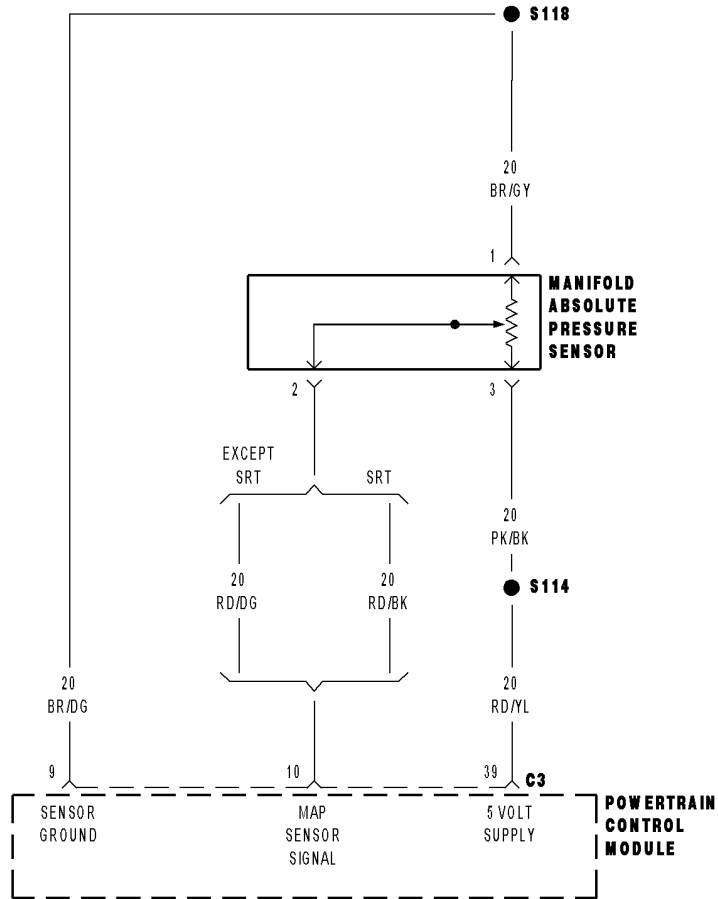 S118
20
BR/GY
1
MANIFOLD
ABSOLUTE
PRESSURE
SENSOR
2
3
EXCEPT
SRT
SRT
20
PK/BK
20
RD/DG
20
RD/BK
S114
20
BR/DG
20
RD/YL
9
10
39
C3
SENSOR
GROUND
MAP
SENSOR
SIGNAL
5 VOLT
SUPPLY
POWERTRAIN
CONTROL
MODULE